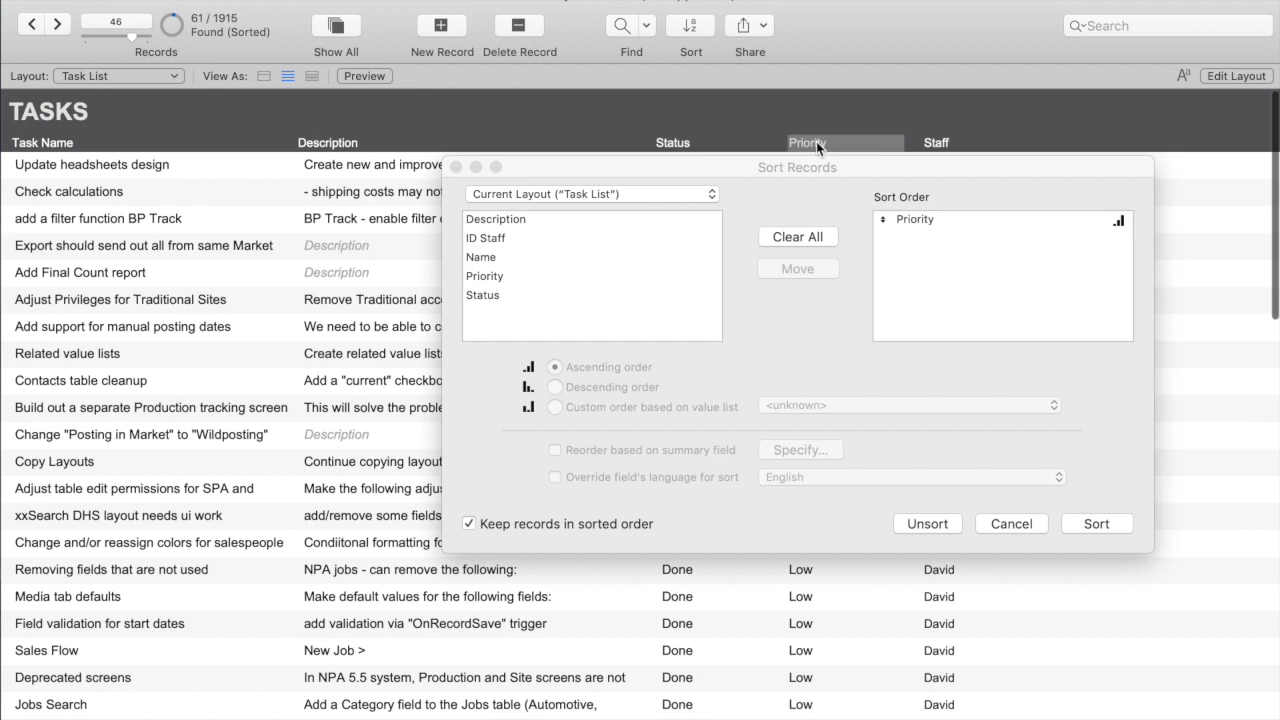 46
61 / 1915
Found (Sorted)
Records
Show All
New Record
Delete Record
Find
Sort
Share
Search
Layout:
Task List
View As:
Preview
Aa
Edit Layout
TASKS
Task Name Description Status Priority Staff
Update headsheets design Create new and improve
Check calculations - shipping costs may not
add a filter function BP Track BP Track - enable filter
Export should send out all from same Market Description
Add Final Count report Description
Adjust Privileges for Traditional Sites Remove Traditional acc
Add support for manual posting dates We need to be able to c
Related value lists Create related value lists
Contacts table cleanup Add a "current" checkbo
Build out a separate Production tracking screen This will solve the proble
Change "Posting in Market" to "Wildposting" Description
Copy Layouts Continue copying layout
Adjust table edit permissions for SPA and Make the following adjus
xxSearch DHS layout needs ui work add/remove some fields
Change and/or reassign colors for salespeople Condiitonal formatting fo
Removing fields that are not used NPA jobs - can remove the following: Done Low David
Media tab defaults Make default values for the following fields: Done Low David
Field validation for start dates add validation via "OnRecordSave" trigger Done Low David
Sales Flow New Job > Done Low David
Deprecated screens In NPA 5.5 system, Production and Site screens are not Done Low David
Jobs Search Add a Category field to the Jobs table (Automotive, Done Low David
Sort Records
Current Layout ("Task List")
Description
ID Staff
Name
Priority
Status
Clear All
Move
Sort Order
Priority
Ascending order
Descending order
Custom order based on value list
<unknown>
Reorder based on summary field
Specify...
Override field's language for sort
English
Keep records in sorted order
Unsort
Cancel
Sort